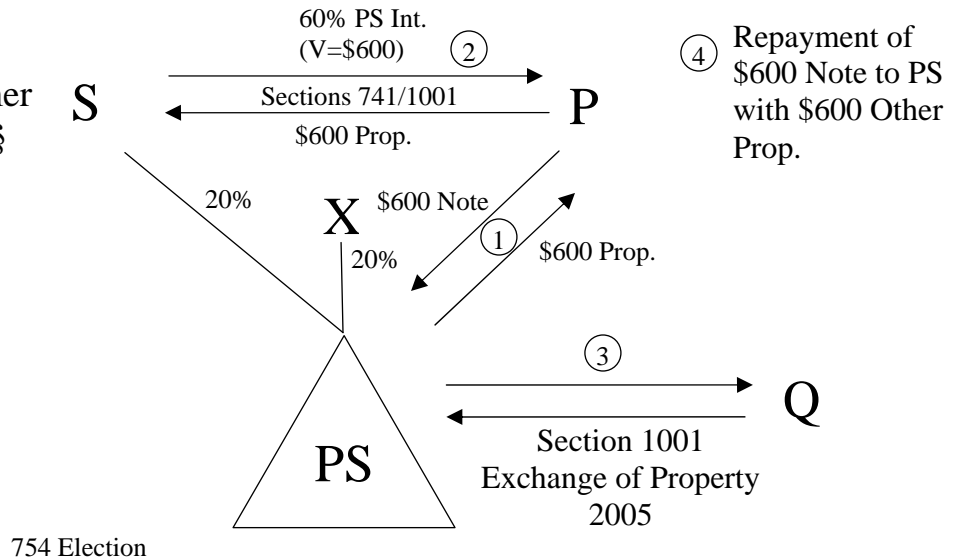 60% PS Int.
(V=$600)
2
S
Sections 741/1001
P
$600 Prop.
4
Repayment of
$600 Note to PS
with $600 Other
Prop.
20%
X
20%
$600 Note
1
$600 Prop.
3
Q
Section 1001
Exchange of Property
2005
PS
754 Election